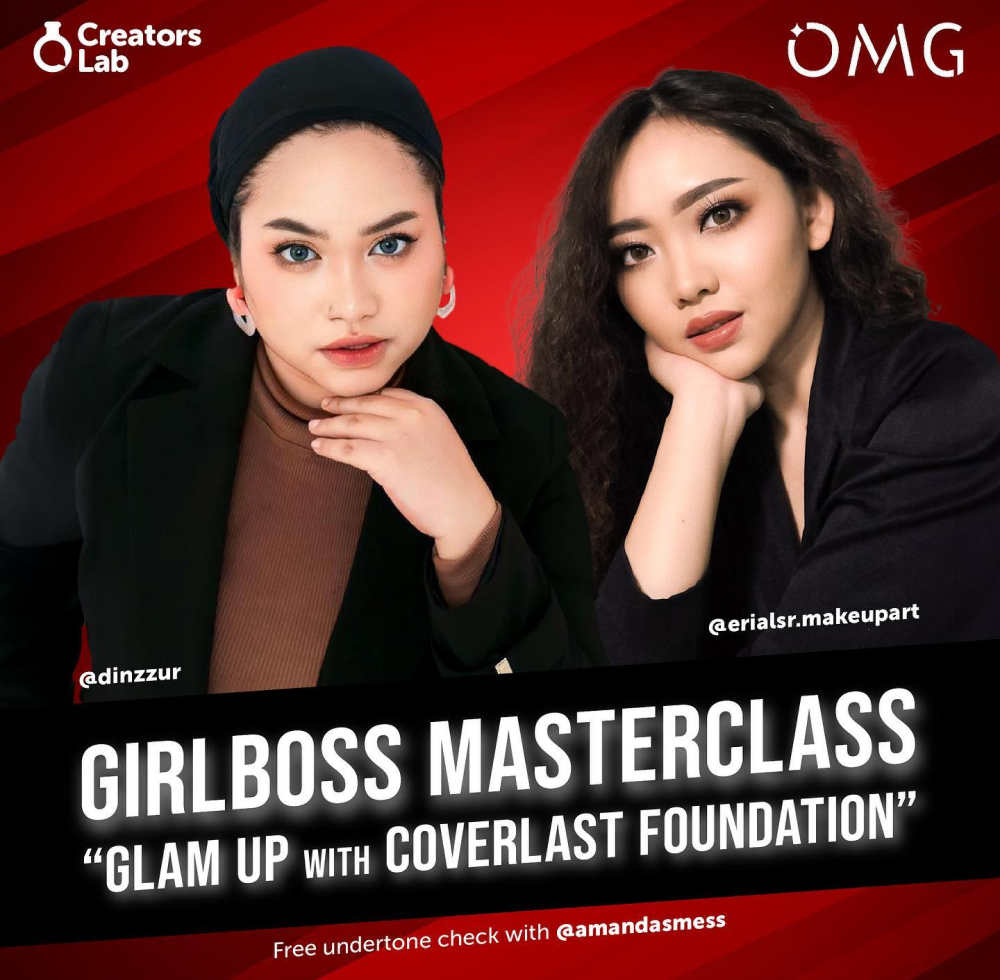 Creators
Lab
OMG
@erialsr.makeupart
@dinzzur
GIRLBOSS MASTERCLASS
“GLAM UP WITH COVERLAST FOUNDATION”
Free undertone check with @amandasmess